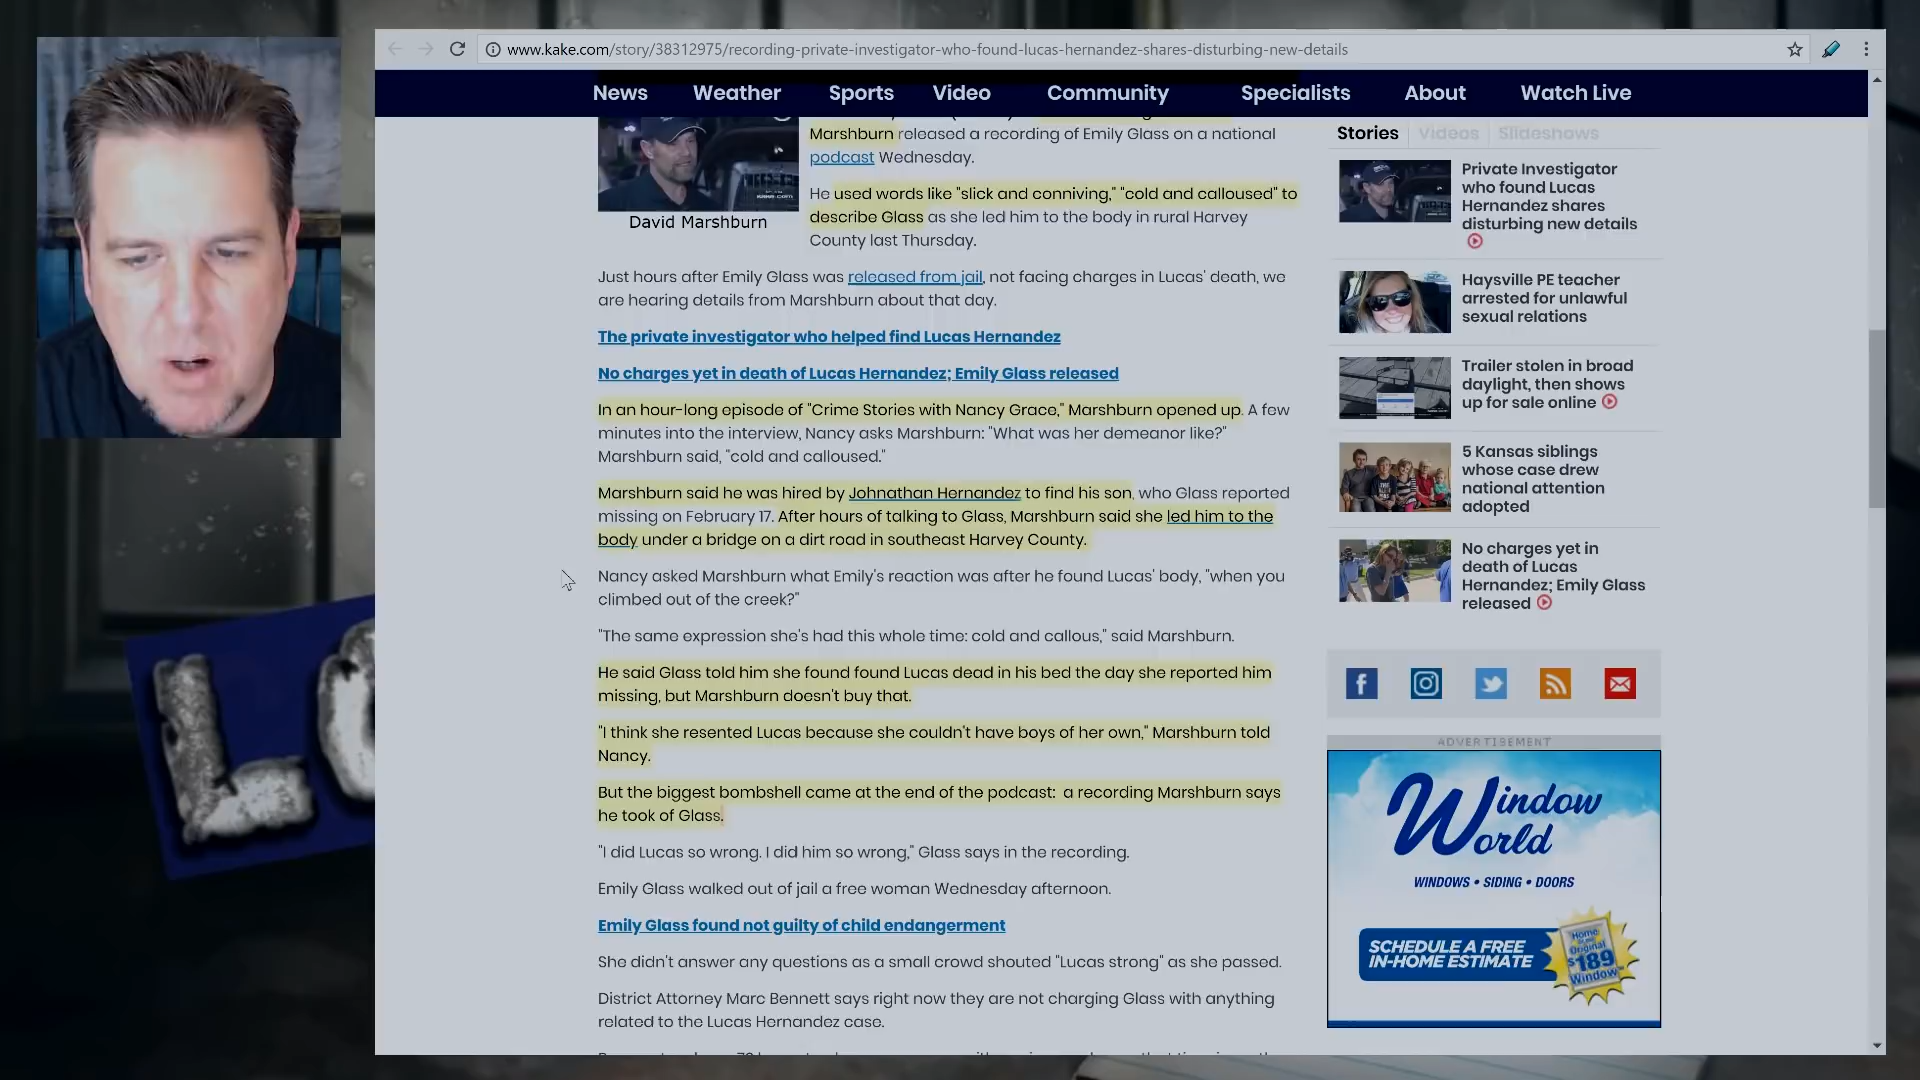 www.kake.com/story/38312975/recording-private-investigator-who-found-lucas-hernandez-shares-disturbing-new-details
News Weather Sports Video Community Specialists About Watch Live
David Marshburn
Marshburn released a recording of Emily Glass on a national
podcast Wednesday.
He used words like "slick and conniving," "cold and calloused" to
describe Glass as she led him to the body in rural Harvey
County last Thursday.
Just hours after Emily Glass was released from jail, not facing charges in Lucas' death, we
are hearing details from Marshburn about that day.
The private investigator who helped find Lucas Hernandez
No charges yet in death of Lucas Hernandez; Emily Glass released
In an hour-long episode of "Crime Stories with Nancy Grace," Marshburn opened up. A few
minutes into the interview, Nancy asks Marshburn: "What was her demeanor like?"
Marshburn said, "cold and calloused."
Marshburn said he was hired by Johnathan Hernandez to find his son, who Glass reported
missing on February 17. After hours of talking to Glass, Marshburn said she led him to the
body under a bridge on a dirt road in southeast Harvey County.
Nancy asked Marshburn what Emily's reaction was after he found Lucas' body, "when you
climbed out of the creek?"
"The same expression she's had this whole time: cold and callous," said Marshburn.
He said Glass told him she found found Lucas dead in his bed the day she reported him
missing, but Marshburn doesn't buy that.
"I think she resented Lucas because she couldn't have boys of her own," Marshburn told
Nancy.
But the biggest bombshell came at the end of the podcast: a recording Marshburn says
he took of Glass.
"I did Lucas so wrong. I did him so wrong," Glass says in the recording.
Emily Glass walked out of jail a free woman Wednesday afternoon.
Emily Glass found not guilty of child endangerment
She didn't answer any questions as a small crowd shouted "Lucas strong" as she passed.
District Attorney Marc Bennett says right now they are not charging Glass with anything
related to the Lucas Hernandez case.
Stories Videos Slideshows
Private Investigator
who found Lucas
Hernandez shares
disturbing new details
Haysville PE teacher
arrested for unlawful
sexual relations
Trailer stolen in broad
daylight, then shows
up for sale online
5 Kansas siblings
whose case drew
national attention
adopted
No charges yet in
death of Lucas
Hernandez; Emily Glass
released
ADVERTISEMENT
Window
World
WINDOWS • SIDING • DOORS
SCHEDULE A FREE
IN-HOME ESTIMATE
Home
of the
Original
$189
Window